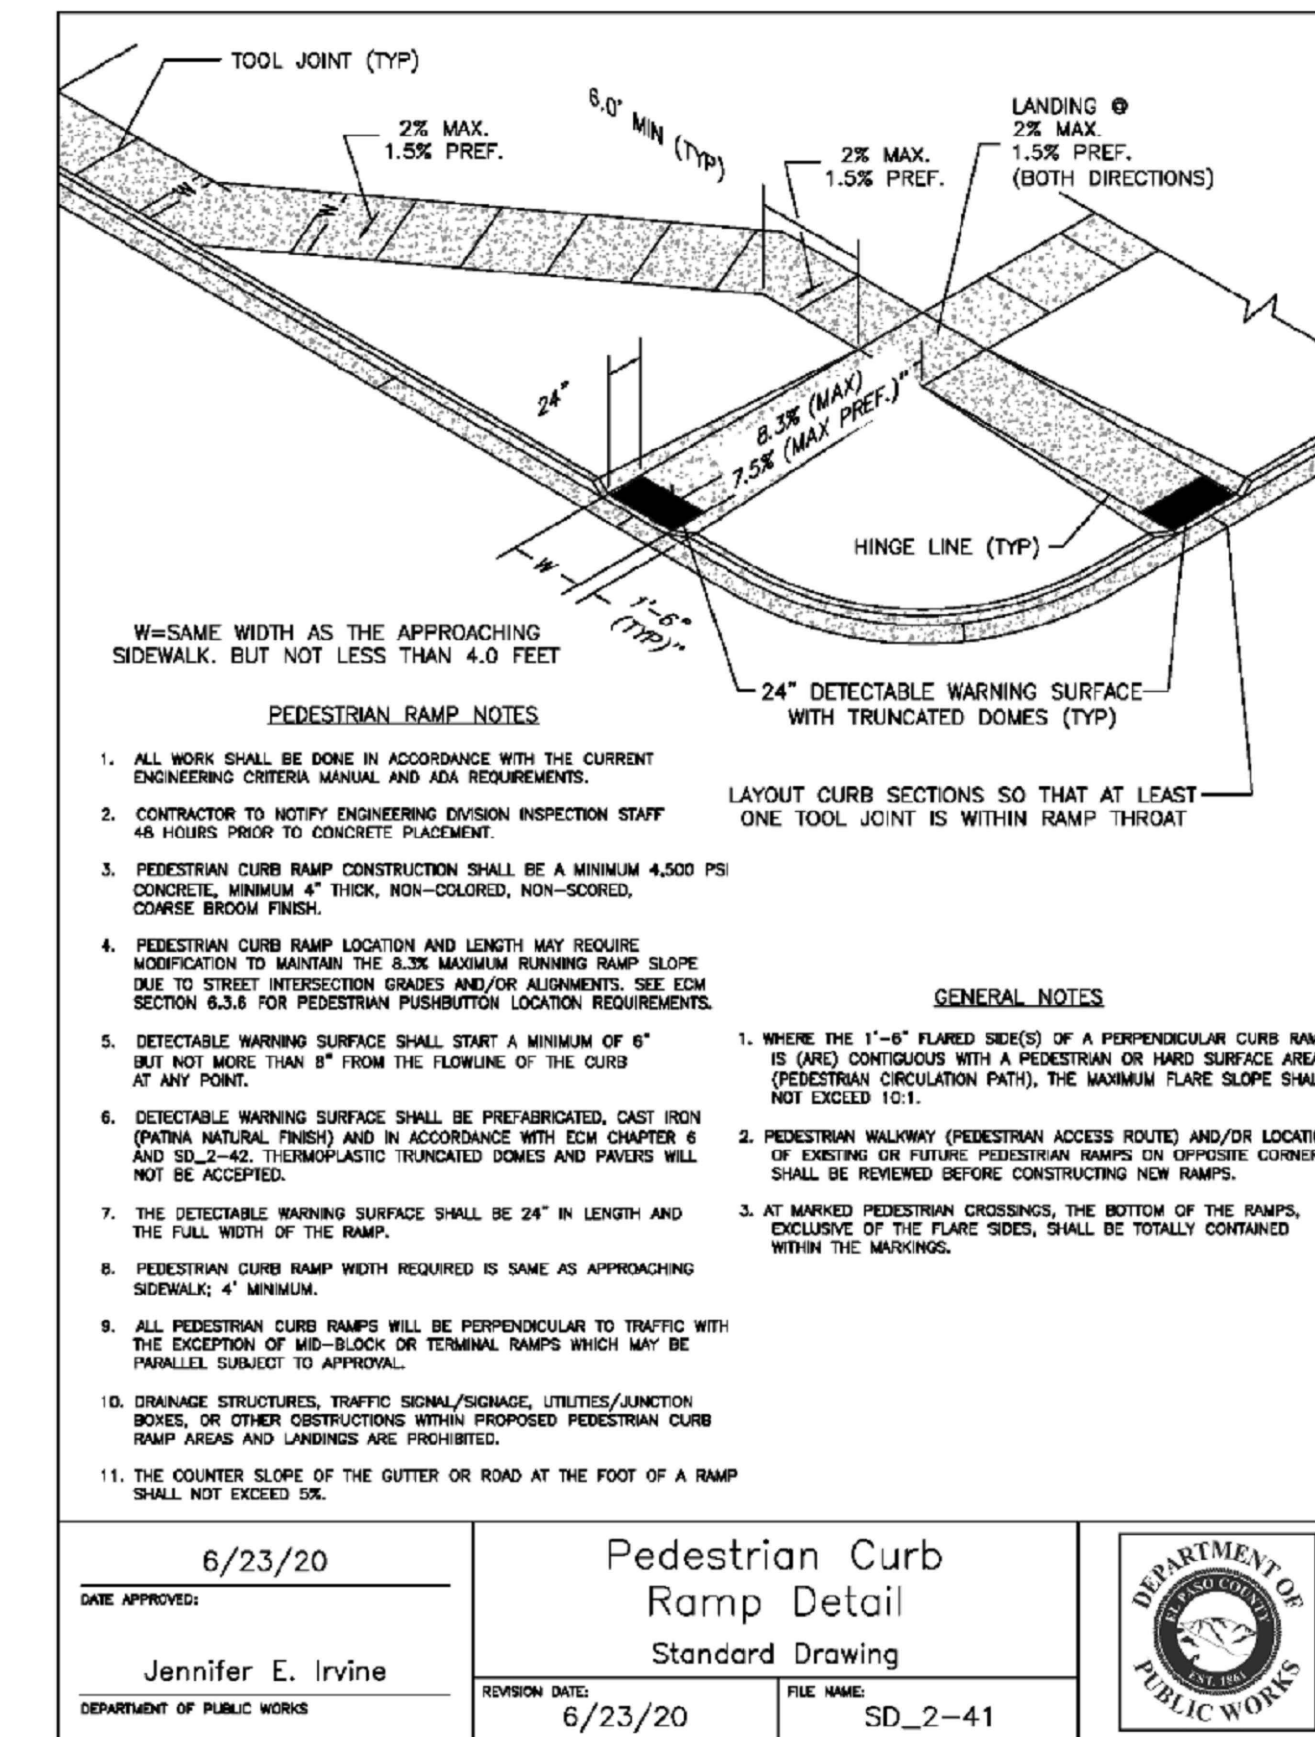 TOOL JOINT (TYP)
2% MAX.
1.5% PREF.
6.0' MIN (TYP)
2% MAX.
1.5% PREF.
LANDING @
2% MAX.
1.5% PREF.
(BOTH DIRECTIONS)
W
W
24"
8.3% (MAX)
7.5% (MAX PREF.)"
HINGE LINE (TYP)
W
1'-6"
(TYP)"
W=SAME WIDTH AS THE APPROACHING
SIDEWALK. BUT NOT LESS THAN 4.0 FEET
24" DETECTABLE WARNING SURFACE
WITH TRUNCATED DOMES (TYP)
LAYOUT CURB SECTIONS SO THAT AT LEAST
ONE TOOL JOINT IS WITHIN RAMP THROAT
PEDESTRIAN RAMP NOTES
1. ALL WORK SHALL BE DONE IN ACCORDANCE WITH THE CURRENT
ENGINEERING CRITERIA MANUAL AND ADA REQUIREMENTS.
2. CONTRACTOR TO NOTIFY ENGINEERING DIVISION INSPECTION STAFF
48 HOURS PRIOR TO CONCRETE PLACEMENT.
3. PEDESTRIAN CURB RAMP CONSTRUCTION SHALL BE A MINIMUM 4,500 PSI
CONCRETE, MINIMUM 4" THICK, NON-COLORED, NON-SCORED,
COARSE BROOM FINISH.
4. PEDESTRIAN CURB RAMP LOCATION AND LENGTH MAY REQUIRE
MODIFICATION TO MAINTAIN THE 8.3% MAXIMUM RUNNING RAMP SLOPE
DUE TO STREET INTERSECTION GRADES AND/OR ALIGNMENTS. SEE ECM
SECTION 6.3.6 FOR PEDESTRIAN PUSHBUTTON LOCATION REQUIREMENTS.
5. DETECTABLE WARNING SURFACE SHALL START A MINIMUM OF 6"
BUT NOT MORE THAN 8" FROM THE FLOWLINE OF THE CURB
AT ANY POINT.
6. DETECTABLE WARNING SURFACE SHALL BE PREFABRICATED, CAST IRON
(PATINA NATURAL FINISH) AND IN ACCORDANCE WITH ECM CHAPTER 6
AND SD_2-42. THERMOPLASTIC TRUNCATED DOMES AND PAVERS WILL
NOT BE ACCEPTED.
7. THE DETECTABLE WARNING SURFACE SHALL BE 24" IN LENGTH AND
THE FULL WIDTH OF THE RAMP.
8. PEDESTRIAN CURB RAMP WIDTH REQUIRED IS SAME AS APPROACHING
SIDEWALK; 4' MINIMUM.
9. ALL PEDESTRIAN CURB RAMPS WILL BE PERPENDICULAR TO TRAFFIC WITH
THE EXCEPTION OF MID-BLOCK OR TERMINAL RAMPS WHICH MAY BE
PARALLEL SUBJECT TO APPROVAL.
10. DRAINAGE STRUCTURES, TRAFFIC SIGNAL/SIGNAGE, UTILITIES/JUNCTION
BOXES, OR OTHER OBSTRUCTIONS WITHIN PROPOSED PEDESTRIAN CURB
RAMP AREAS AND LANDINGS ARE PROHIBITED.
11. THE COUNTER SLOPE OF THE GUTTER OR ROAD AT THE FOOT OF A RAMP
SHALL NOT EXCEED 5%.
GENERAL NOTES
1. WHERE THE 1'-6" FLARED SIDE(S) OF A PERPENDICULAR CURB
IS (ARE) CONTIGUOUS WITH A PEDESTRIAN OR HARD SURFACE
(PEDESTRIAN CIRCULATION PATH), THE MAXIMUM FLARE SLOPE
NOT EXCEED 10:1.
2. PEDESTRIAN WALKWAY (PEDESTRIAN ACCESS ROUTE) AND/OR
OF EXISTING OR FUTURE PEDESTRIAN RAMPS ON OPPOSITE
SHALL BE REVIEWED BEFORE CONSTRUCTING NEW RAMPS.
3. AT MARKED PEDESTRIAN CROSSINGS, THE BOTTOM OF THE RAMPS,
EXCLUSIVE OF THE FLARE SIDES, SHALL BE TOTALLY CONTAINED
WITHIN THE MARKINGS.
6/23/20
DATE APPROVED:
Jennifer E. Irvine
DEPARTMENT OF PUBLIC WORKS
Pedestrian Curb
Ramp Detail
Standard Drawing
REVISION DATE:
6/23/20
FILE NAME:
SD_2-41
DEPARTMENT OF
PUBLIC WORKS
EL PASO COUNTY
EST. 1861